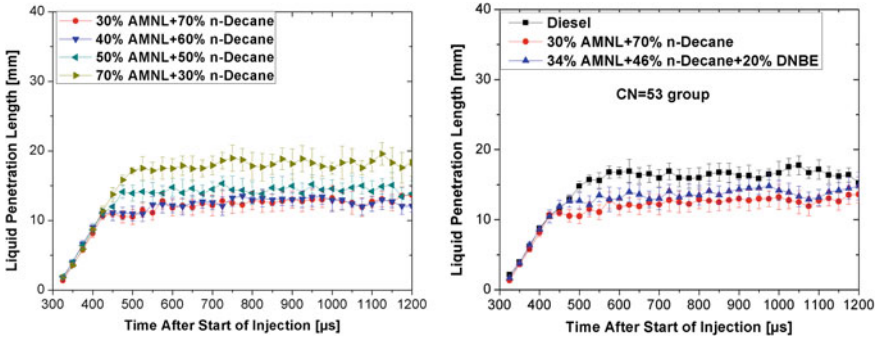 40
30
20
10
0
300 400 500 600 700 800 900 1000 1100 1200
Liquid Penetration Length [mm]
Time After Start of Injection [µs]
30% AMNL+70% n-Decane
40% AMNL+60% n-Decane
50% AMNL+50% n-Decane
70% AMNL+30% n-Decane
40
30
20
10
0
300 400 500 600 700 800 900 1000 1100 1200
Liquid Penetration Length [mm]
Time After Start of Injection [µs]
Diesel
30% AMNL+70% n-Decane
34% AMNL+46% n-Decane+20% DNBE
CN=53 group